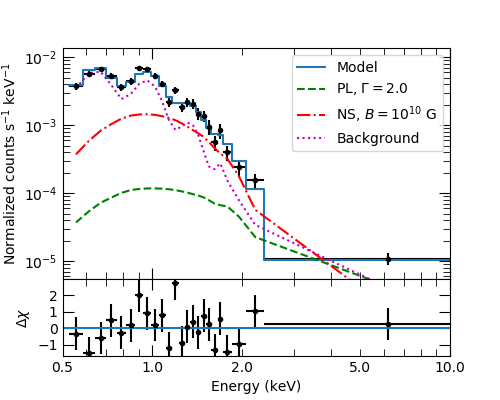 Normalized counts s⁻¹ keV⁻¹
10⁻²
10⁻³
10⁻⁴
10⁻⁵
Model
PL, Γ = 2.0
NS, B = 10¹⁰ G
Background
Δχ
2
1
0
−1
0.5
1.0
2.0
5.0
10.0
Energy (keV)